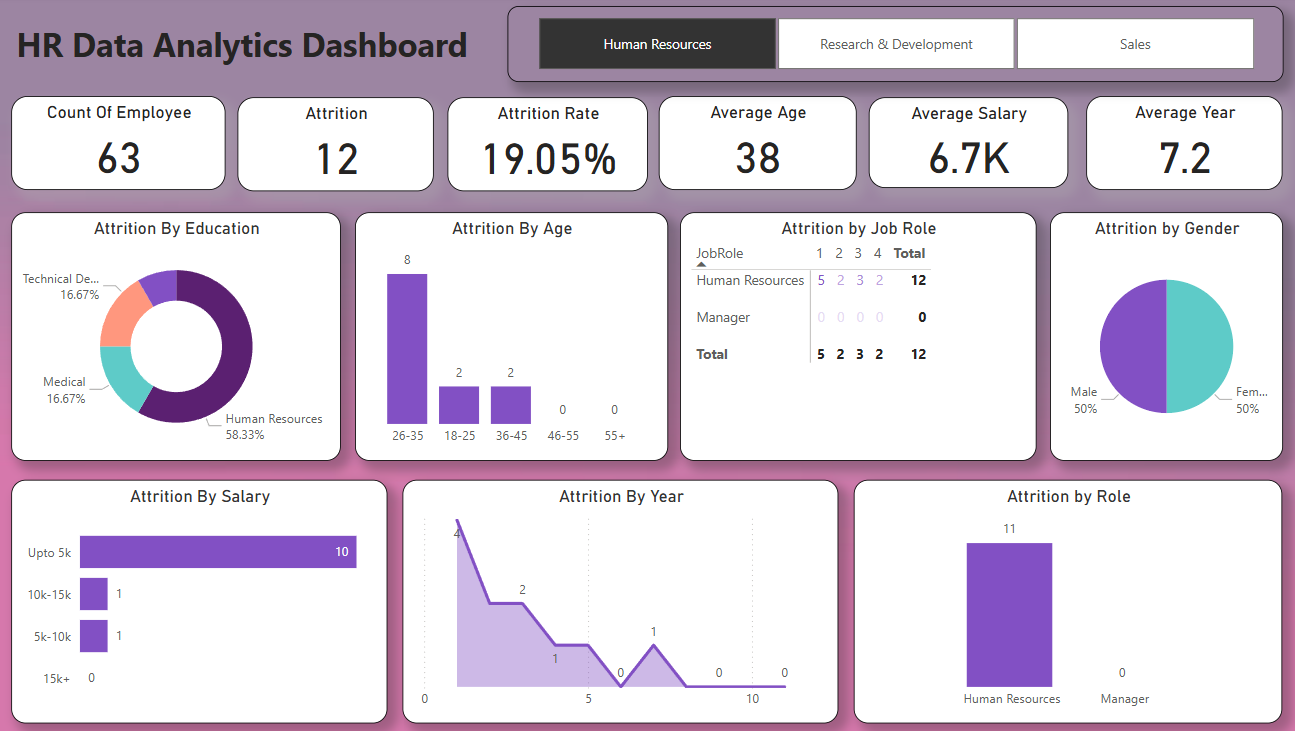 HR Data Analytics Dashboard
Human Resources
Research & Development
Sales
Count Of Employee
63
Attrition
12
Attrition Rate
19.05%
Average Age
38
Average Salary
6.7K
Average Year
7.2
Attrition By Education
Technical De...
16.67%
Medical
16.67%
Human Resources
58.33%
Attrition By Age
8
2
2
0
0
26-35 18-25 36-45 46-55 55+
Attrition by Job Role
JobRole 1 2 3 4 Total
Human Resources 5 2 3 2 12
Manager 0 0 0 0 0
Total 5 2 3 2 12
Attrition by Gender
Male
50%
Fem...
50%
Attrition By Salary
Upto 5k 10
10k-15k 1
5k-10k 1
15k+ 0
Attrition By Year
4
2
1
0
1
0
0
0 5 10
Attrition by Role
11
0
Human Resources Manager